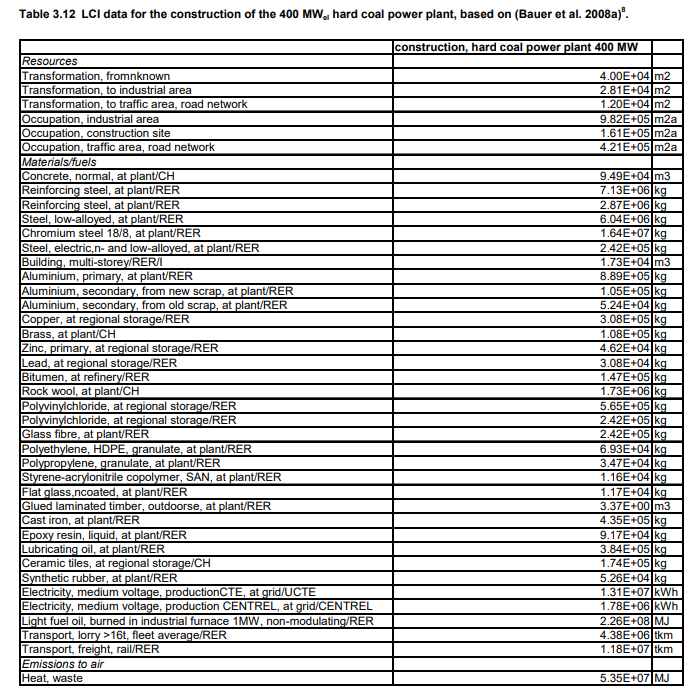 Table 3.12 LCI data for the construction of the 400 MWel hard coal power plant, based on (Bauer et al. 2008a)8.
construction, hard coal power plant 400 MW
Resources
Transformation, fromnknown 4.00E+04 m2
Transformation, to industrial area 2.81E+04 m2
Transformation, to traffic area, road network 1.20E+04 m2
Occupation, industrial area 9.82E+05 m2a
Occupation, construction site 1.61E+05 m2a
Occupation, traffic area, road network 4.21E+05 m2a
Materials/fuels
Concrete, normal, at plant/CH 9.49E+04 m3
Reinforcing steel, at plant/RER 7.13E+06 kg
Reinforcing steel, at plant/RER 2.87E+06 kg
Steel, low-alloyed, at plant/RER 6.04E+06 kg
Chromium steel 18/8, at plant/RER 1.64E+07 kg
Steel, electric,n- and low-alloyed, at plant/RER 2.42E+05 kg
Building, multi-storey/RER/I 1.73E+04 m3
Aluminium, primary, at plant/RER 8.89E+05 kg
Aluminium, secondary, from new scrap, at plant/RER 1.05E+05 kg
Aluminium, secondary, from old scrap, at plant/RER 5.24E+04 kg
Copper, at regional storage/RER 3.08E+05 kg
Brass, at plant/CH 1.08E+05 kg
Zinc, primary, at regional storage/RER 4.62E+04 kg
Lead, at regional storage/RER 3.08E+04 kg
Bitumen, at refinery/RER 1.47E+05 kg
Rock wool, at plant/CH 1.73E+06 kg
Polyvinylchloride, at regional storage/RER 5.65E+05 kg
Polyvinylchloride, at regional storage/RER 2.42E+05 kg
Glass fibre, at plant/RER 2.42E+05 kg
Polyethylene, HDPE, granulate, at plant/RER 6.93E+04 kg
Polypropylene, granulate, at plant/RER 3.47E+04 kg
Styrene-acrylonitrile copolymer, SAN, at plant/RER 1.16E+04 kg
Flat glass,ncoated, at plant/RER 1.17E+04 kg
Glued laminated timber, outdoorse, at plant/RER 3.37E+00 m3
Cast iron, at plant/RER 4.35E+05 kg
Epoxy resin, liquid, at plant/RER 9.17E+04 kg
Lubricating oil, at plant/RER 3.84E+05 kg
Ceramic tiles, at regional storage/CH 1.74E+05 kg
Synthetic rubber, at plant/RER 5.26E+04 kg
Electricity, medium voltage, productionCTE, at grid/UCTE 1.31E+07 kWh
Electricity, medium voltage, production CENTREL, at grid/CENTREL 1.78E+06 kWh
Light fuel oil, burned in industrial furnace 1MW, non-modulating/RER 2.26E+08 MJ
Transport, lorry >16t, fleet average/RER 4.38E+06 tkm
Transport, freight, rail/RER 1.18E+07 tkm
Emissions to air
Heat, waste 5.35E+07 MJ